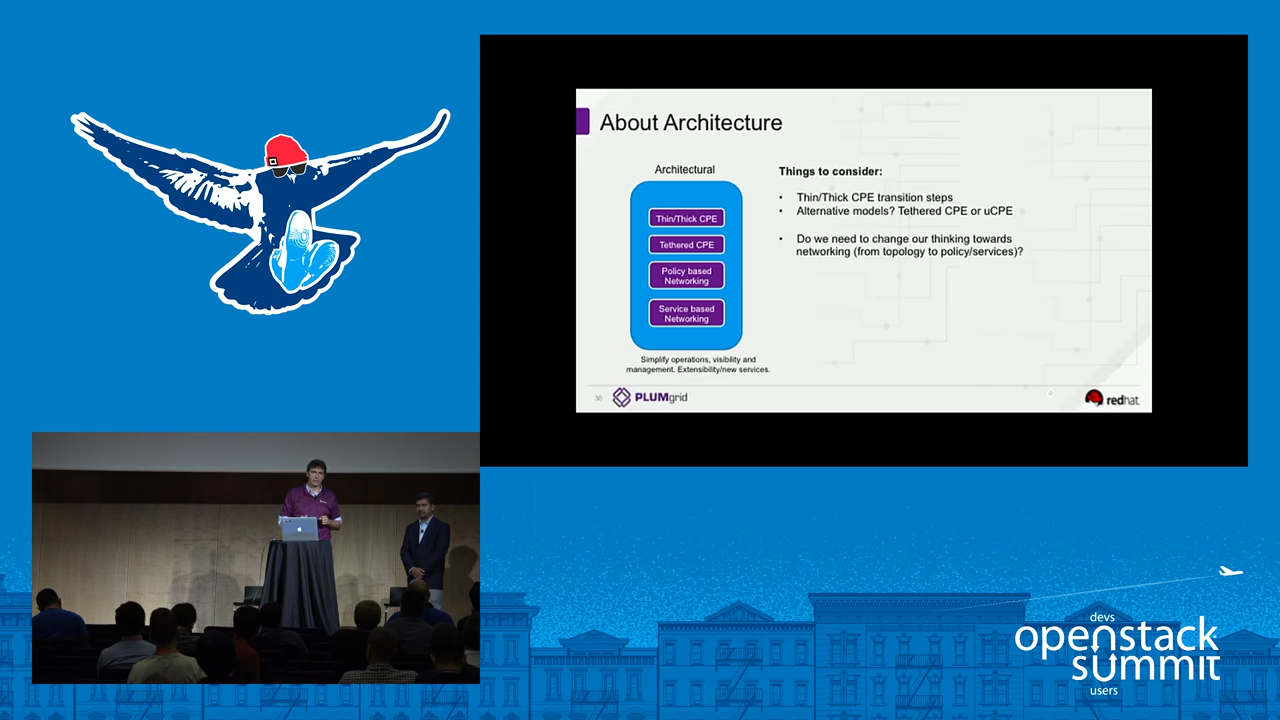 About Architecture
Architectural
Thin/Thick CPE
Tethered CPE
Policy based
Networking
Service based
Networking
Simplify operations, visibility and
management. Extensibility/new services.
Things to consider:
• Thin/Thick CPE transition steps
• Alternative models? Tethered CPE or uCPE
• Do we need to change our thinking towards
networking (from topology to policy/services)?
30
PLUMgrid
redhat.
devs
openstack
summit
users